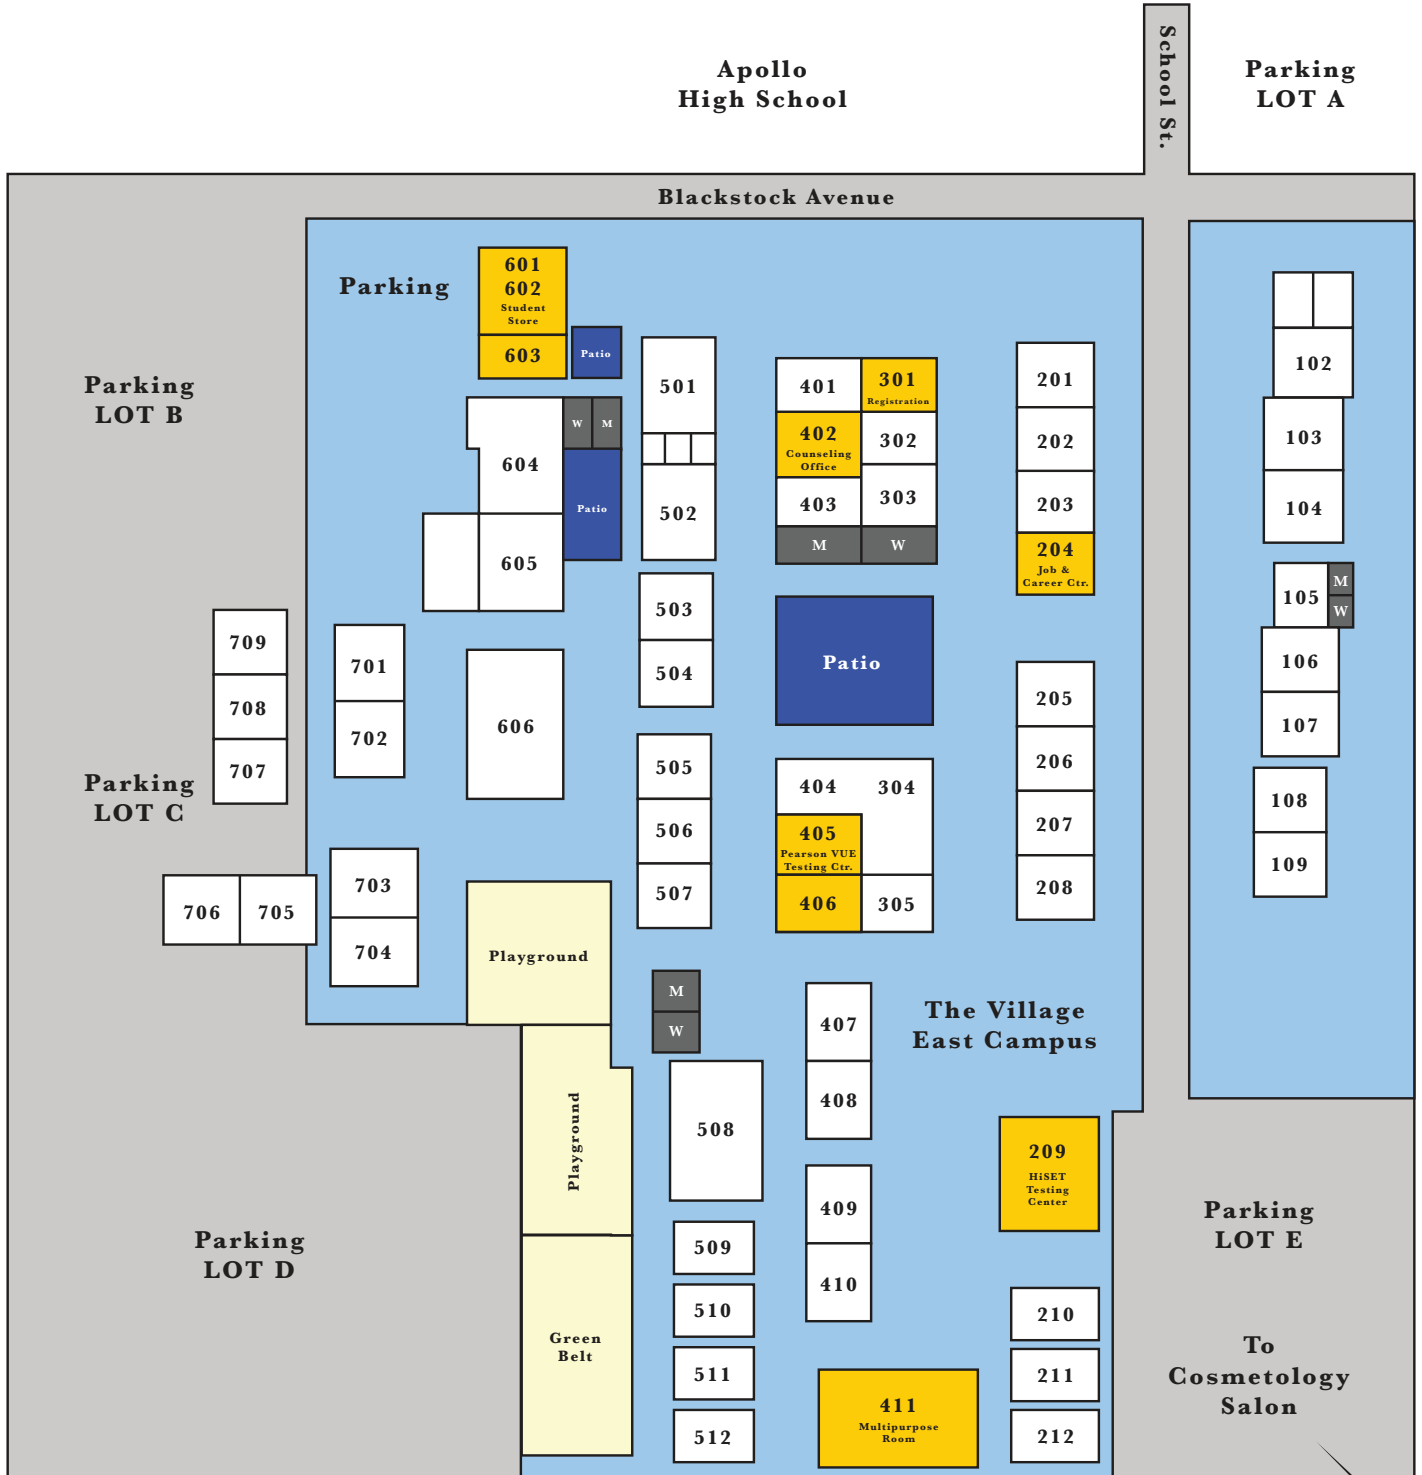 Apollo
High School
School St.
Parking
LOT A
Blackstock Avenue
Parking
601
602
Student
Store
603
Patio
Parking
LOT B
W
M
604
Patio
605
501
502
401
301
Registration
402
Counseling
Office
302
403
303
M
W
201
202
203
204
Job &
Career Ctr.
102
103
104
105
M
W
106
107
108
109
503
504
Patio
709
708
707
701
702
606
Parking
LOT C
505
506
507
404
304
405
Pearson VUE
Testing Ctr.
406
305
205
206
207
208
706
705
703
704
Playground
M
W
407
408
The Village
East Campus
Playground
508
209
HiSET
Testing
Center
409
410
Parking
LOT D
Parking
LOT E
509
510
511
512
Green
Belt
210
211
212
411
Multipurpose
Room
To
Cosmetology
Salon